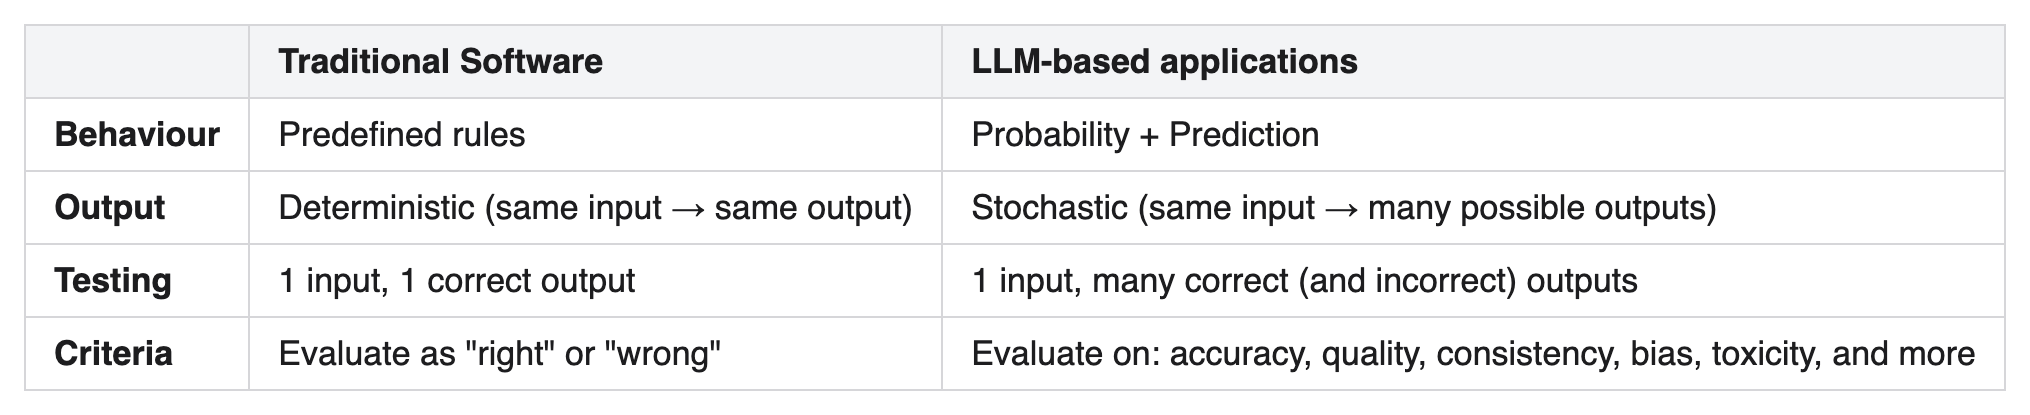 Traditional Software LLM-based applications
Behaviour Predefined rules Probability + Prediction
Output Deterministic (same input → same output) Stochastic (same input → many possible outputs)
Testing 1 input, 1 correct output 1 input, many correct (and incorrect) outputs
Criteria Evaluate as "right" or "wrong" Evaluate on: accuracy, quality, consistency, bias, toxicity, and more